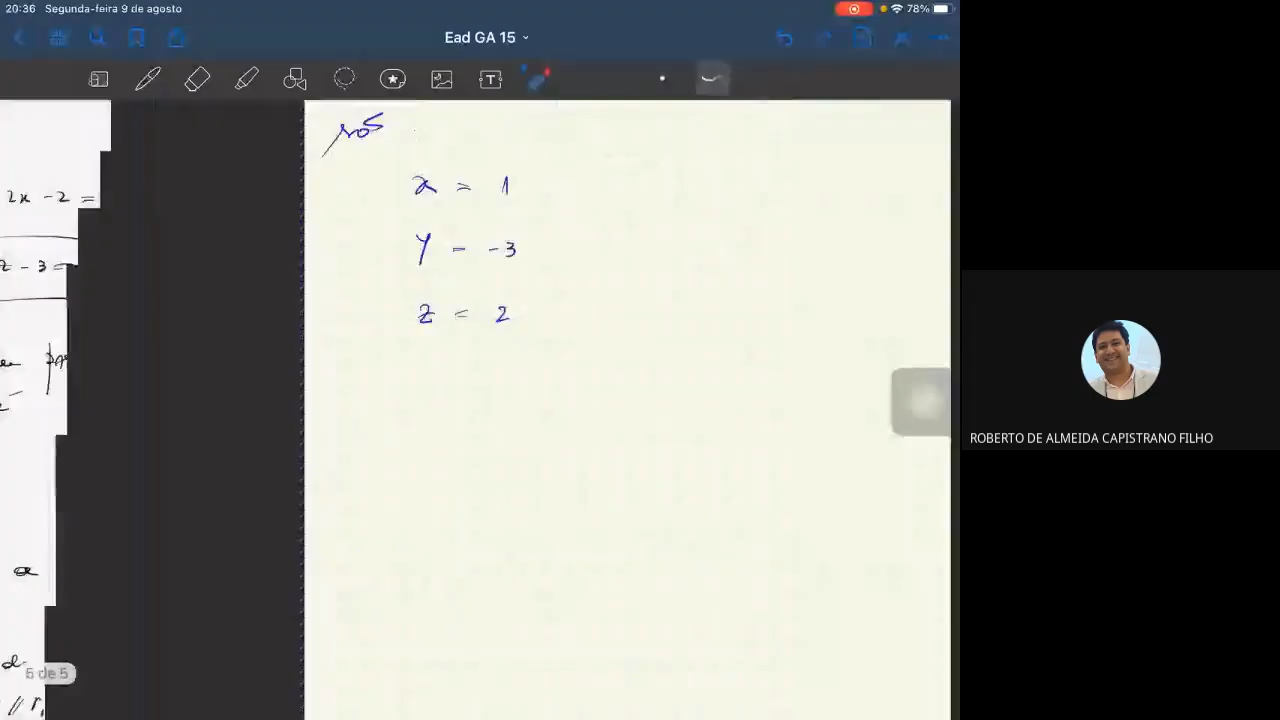 20:36 Segunda-feira 9 de agosto
78%
Ead GA 15
T
2x - 2 =
z - 3 =
x = 1
y = -3
z = 2
6 de 5
// r,
ROBERTO DE ALMEIDA CAPISTRANO FILHO